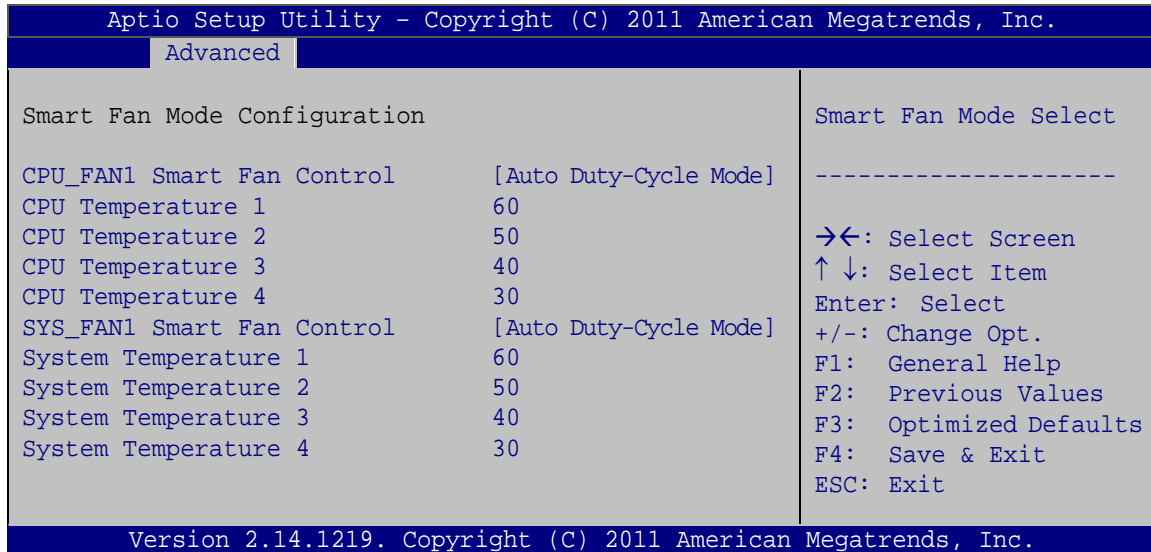 Aptio Setup Utility – Copyright (C) 2011 American Megatrends, Inc.
Advanced
Smart Fan Mode Configuration
CPU_FAN1 Smart Fan Control [Auto Duty-Cycle Mode]
CPU Temperature 1 60
CPU Temperature 2 50
CPU Temperature 3 40
CPU Temperature 4 30
SYS_FAN1 Smart Fan Control [Auto Duty-Cycle Mode]
System Temperature 1 60
System Temperature 2 50
System Temperature 3 40
System Temperature 4 30
Smart Fan Mode Select
---------------------
→←: Select Screen
↑ ↓: Select Item
Enter: Select
+/-: Change Opt.
F1: General Help
F2: Previous Values
F3: Optimized Defaults
F4: Save & Exit
ESC: Exit
Version 2.14.1219. Copyright (C) 2011 American Megatrends, Inc.